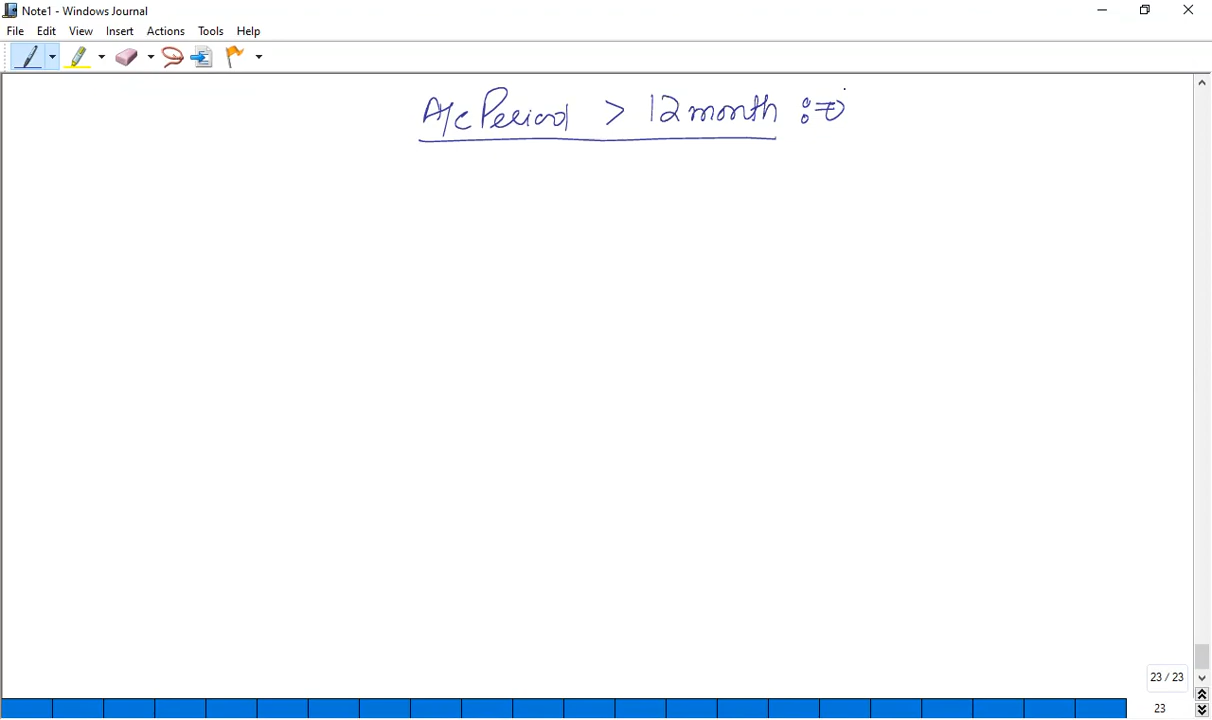 Note1 - Windows Journal
File Edit View Insert Actions Tools Help
A/c Period > 12 month :-
23 / 23
23